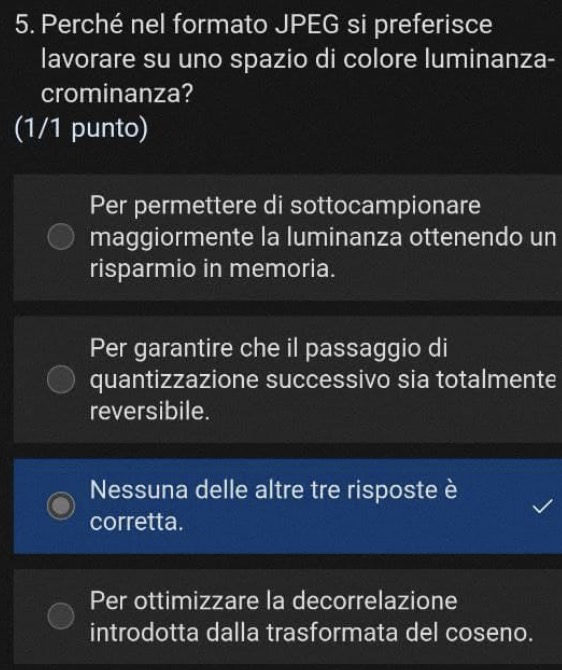 5. Perché nel formato JPEG si preferisce
lavorare su uno spazio di colore luminanza-
crominanza?
(1/1 punto)
Per permettere di sottocampionare
maggiormente la luminanza ottenendo un
risparmio in memoria.
Per garantire che il passaggio di
quantizzazione successivo sia totalmente
reversibile.
Nessuna delle altre tre risposte è
corretta.
Per ottimizzare la decorrelazione
introdotta dalla trasformata del coseno.